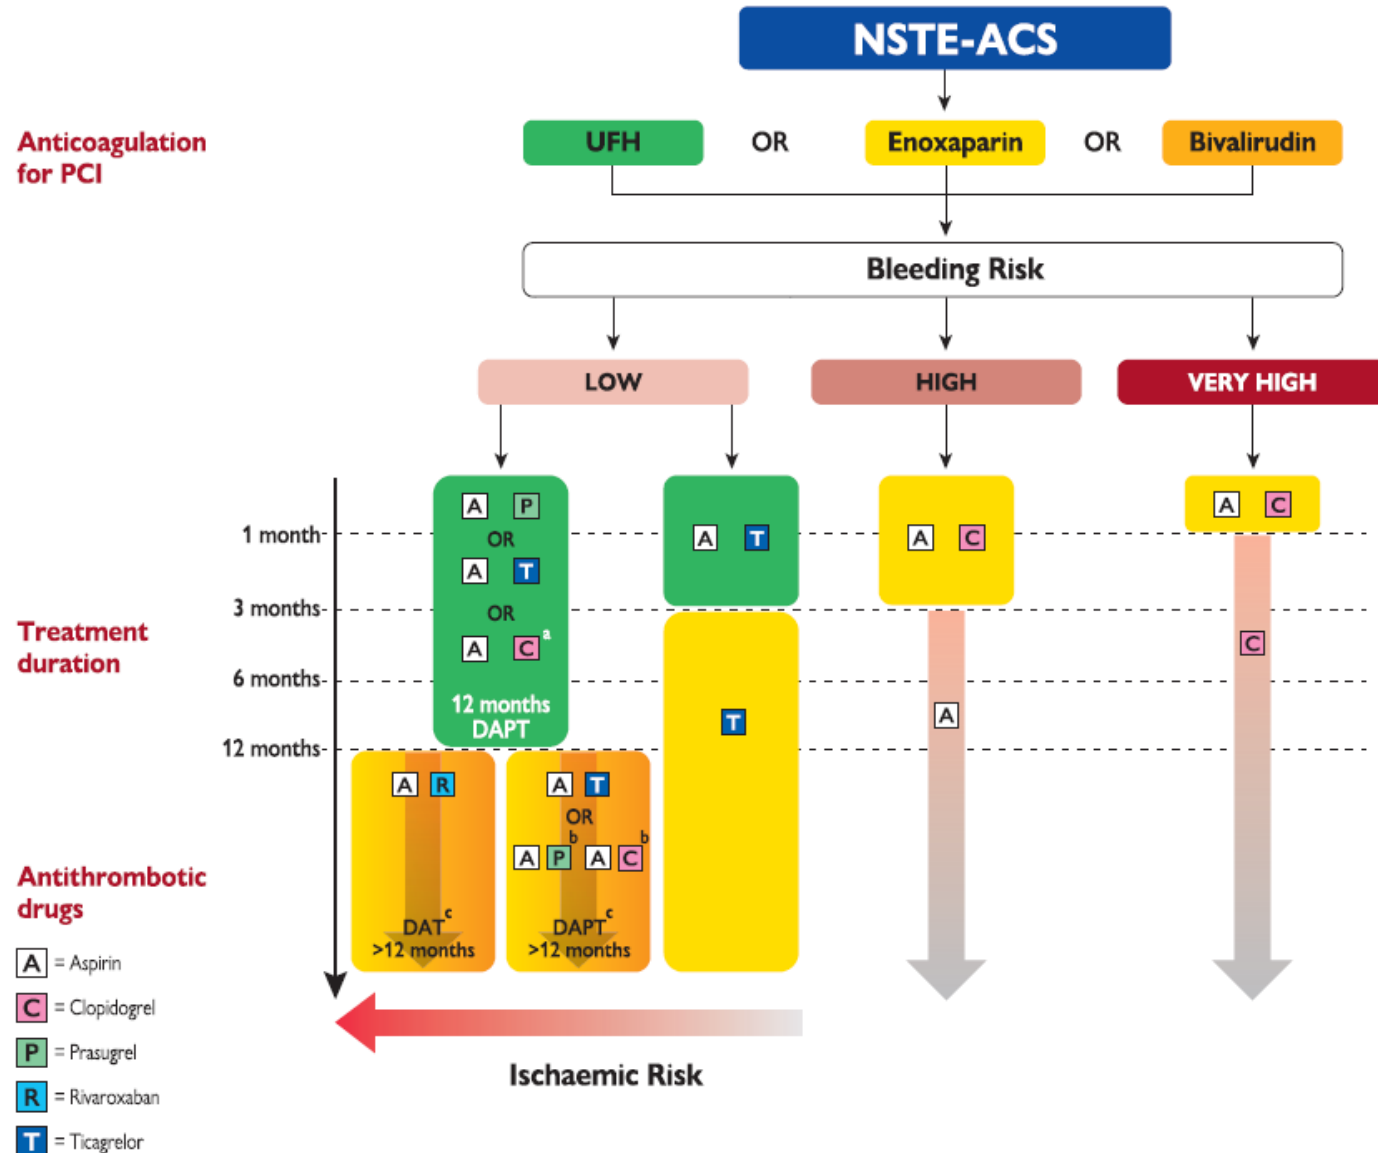 NSTE-ACS
Anticoagulation
for PCI
UFH OR Enoxaparin OR Bivalirudin
Bleeding Risk
LOW HIGH VERY HIGH
A P
OR
A T
OR
A C a
12 months
DAPT
A T
T
A C
A
A C
C
1 month
3 months
6 months
12 months
Treatment
duration
A R
DAT c
>12 months
A T
OR
A P b A C b
DAPT c
>12 months
Ischaemic Risk
Antithrombotic
drugs
A = Aspirin
C = Clopidogrel
P = Prasugrel
R = Rivaroxaban
T = Ticagrelor